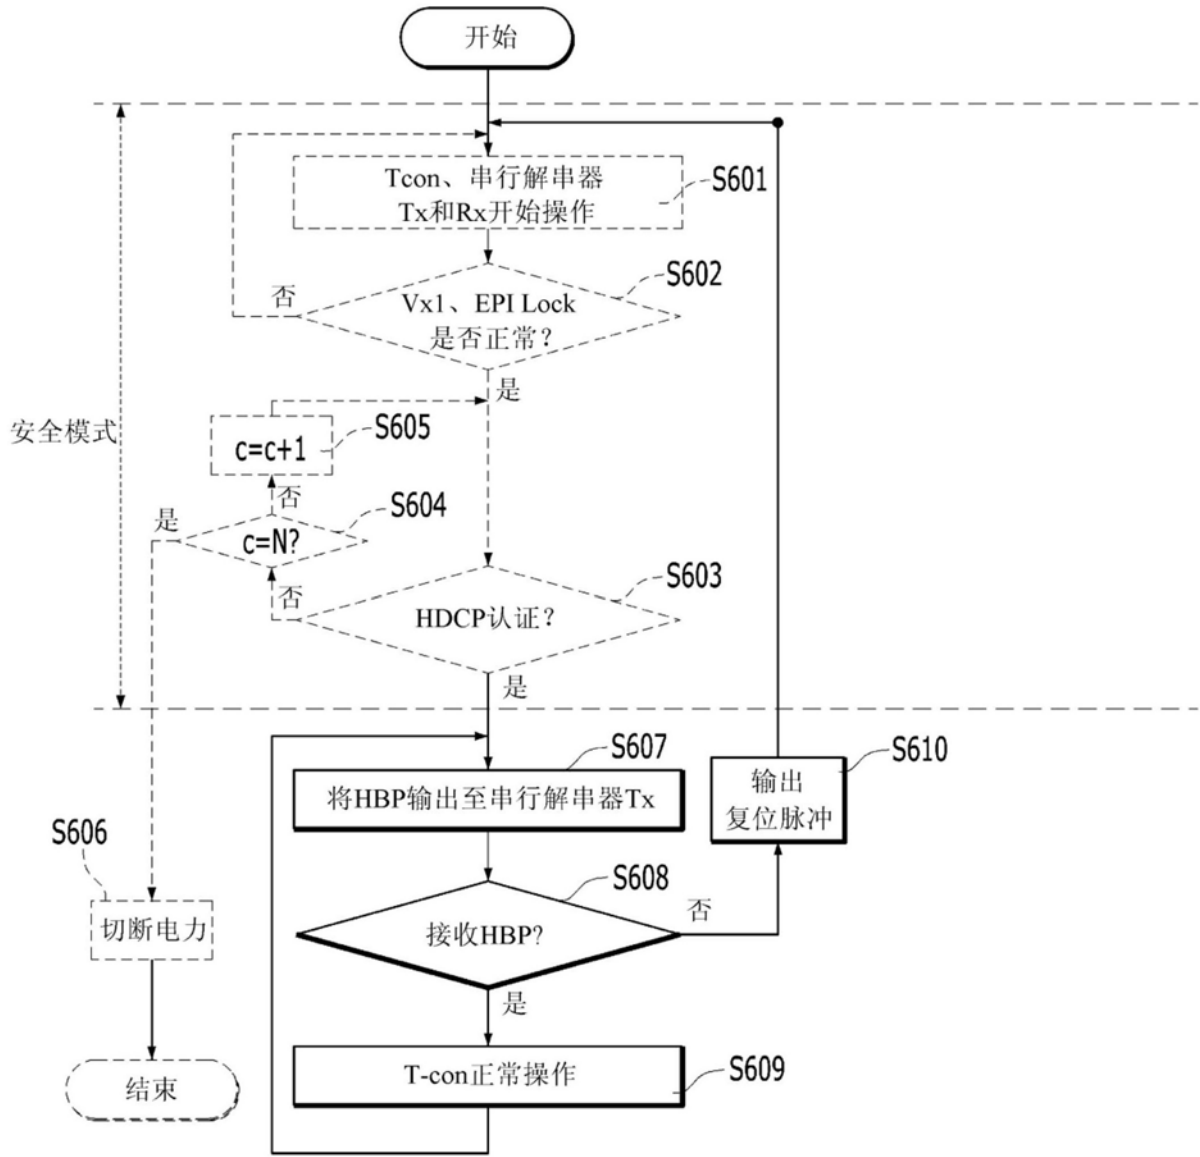 开始
Tcon、串行解串器
Tx和Rx开始操作
S601
S602
否
Vx1、EPI Lock
是否正常?
是
安全模式
S605
c=c+1
否
S604
是
c=N?
S603
否
HDCP认证?
是
S607
S610
将HBP输出至串行解串器Tx
输出
复位脉冲
S606
S608
否
切断电力
接收HBP?
是
S609
T-con正常操作
结束